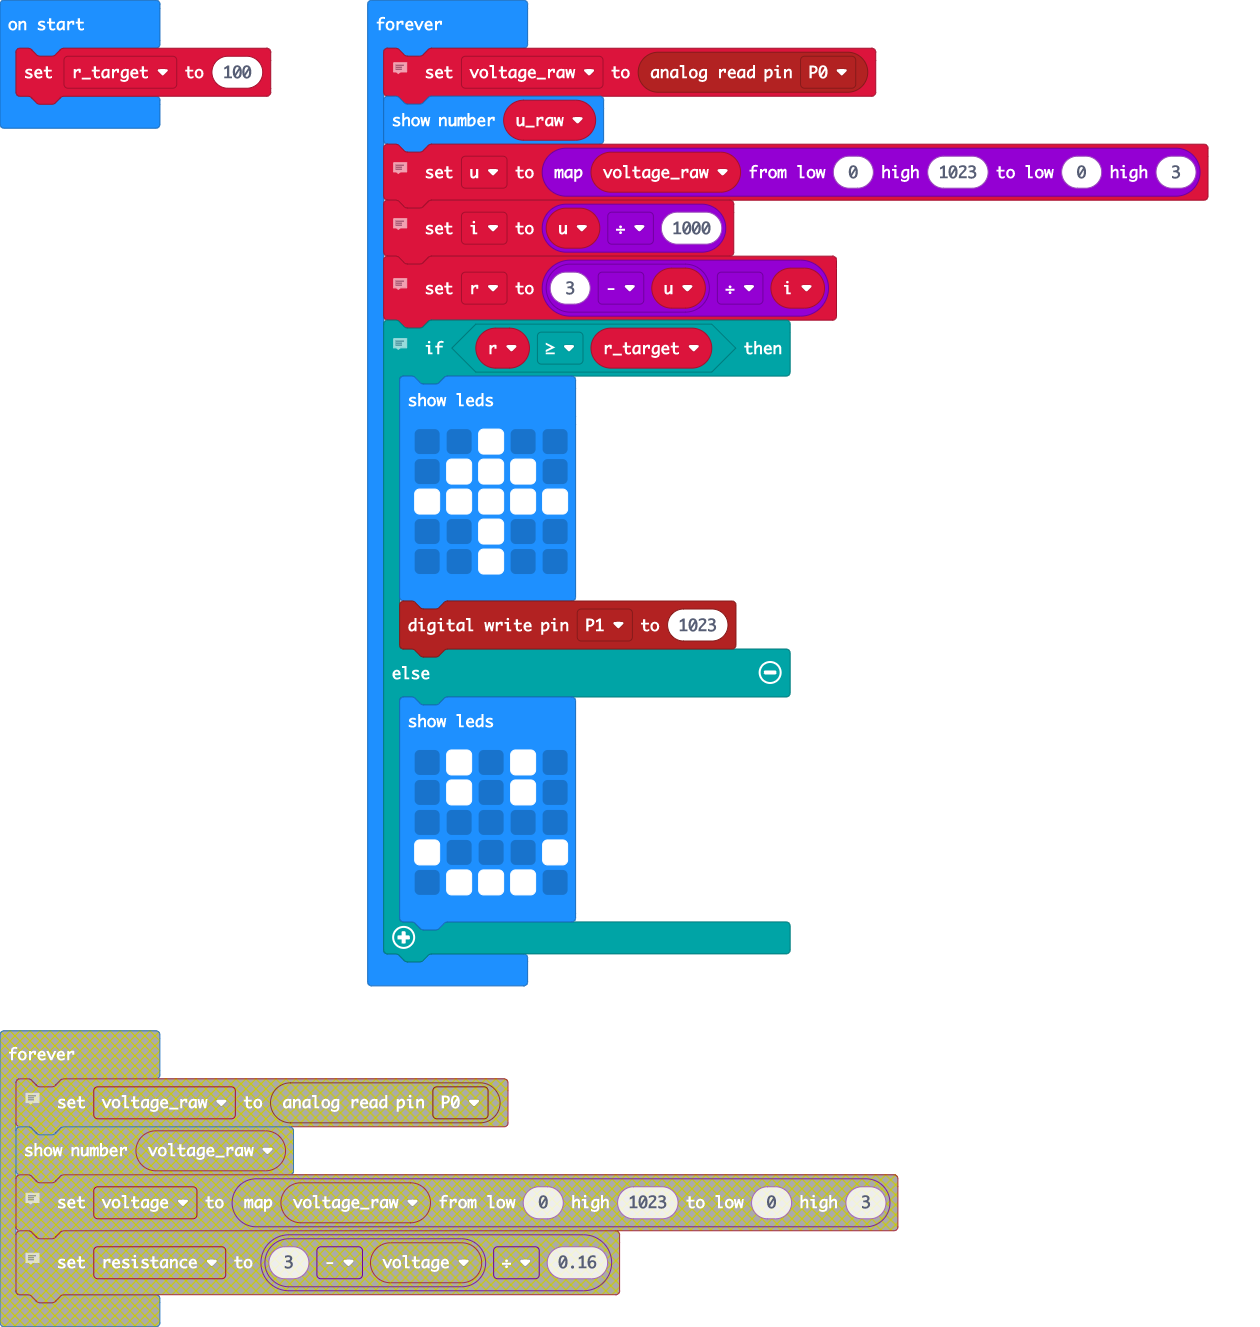 on start
set r_target to 100
forever
set voltage_raw to analog read pin P0
show number u_raw
set u to map voltage_raw from low 0 high 1023 to low 0 high 3
set i to u ÷ 1000
set r to 3 - u ÷ i
if r ≥ r_target then
show leds
digital write pin P1 to 1023
else
show leds
forever
set voltage_raw to analog read pin P0
show number voltage_raw
set voltage to map voltage_raw from low 0 high 1023 to low 0 high 3
set resistance to 3 - voltage ÷ 0.16